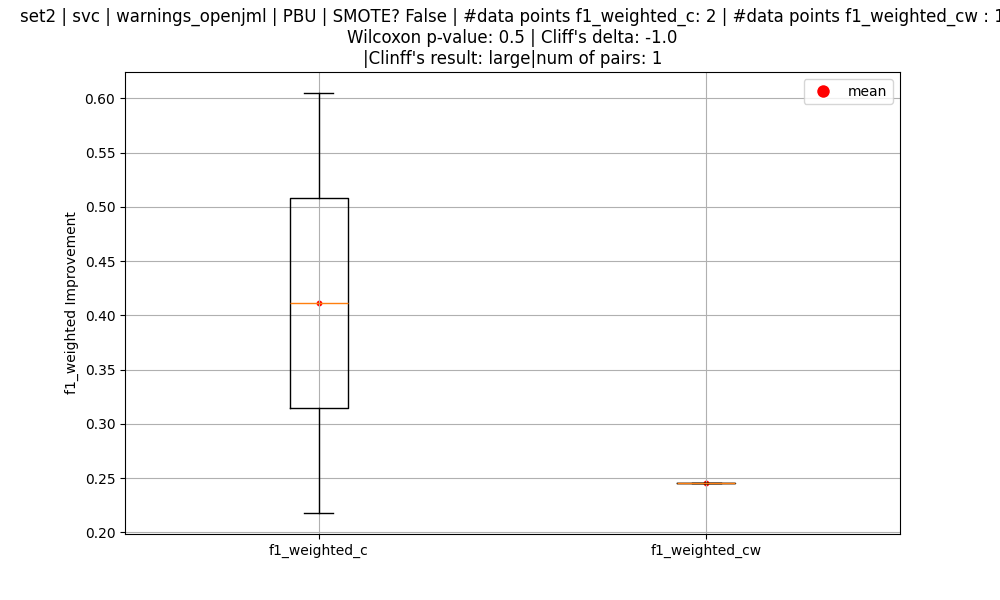 set2 | svc | warnings_openjml | PBU | SMOTE? False | #data points f1_weighted_c: 2 | #data points f1_weighted_cw : 1
Wilcoxon p-value: 0.5 | Cliff's delta: -1.0
|Clinff's result: large|num of pairs: 1
mean
0.60
0.55
0.50
0.45
0.40
0.35
0.30
0.25
0.20
f1_weighted Improvement
f1_weighted_c
f1_weighted_cw